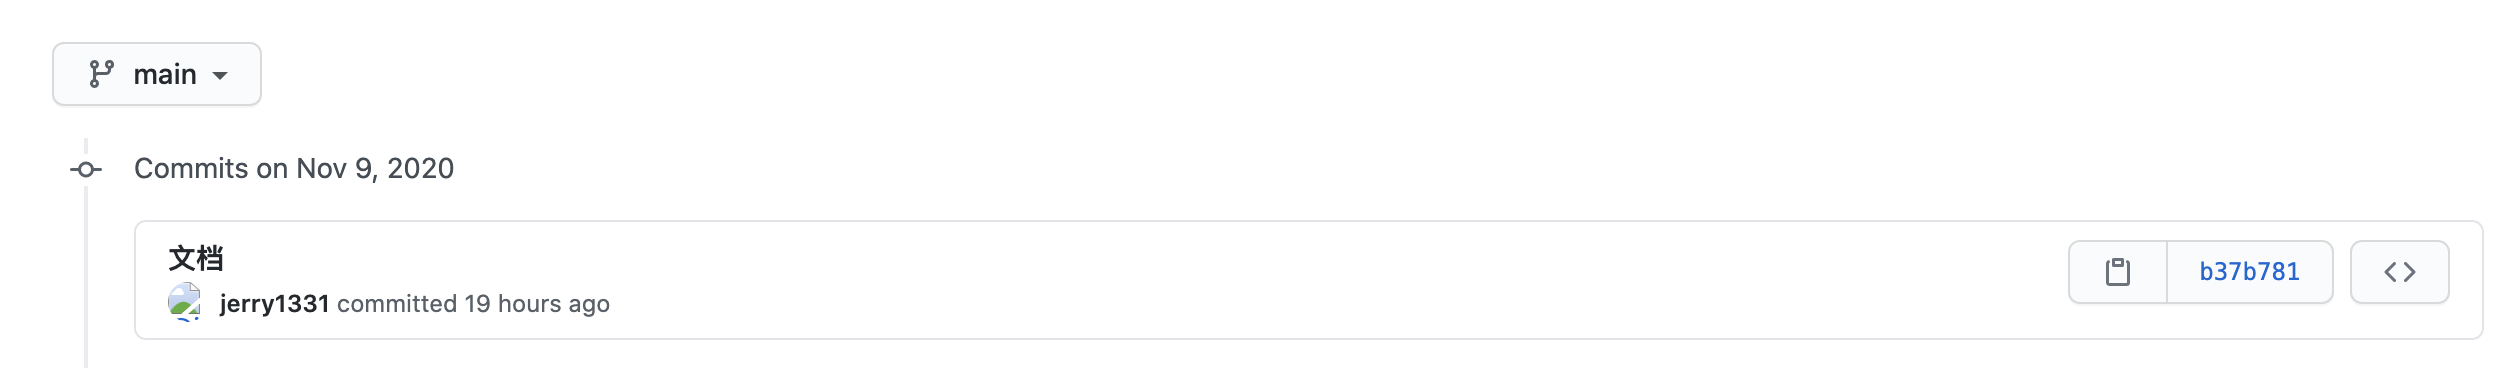 main
Commits on Nov 9, 2020
文档
b37b781
jerry1331 committed 19 hours ago